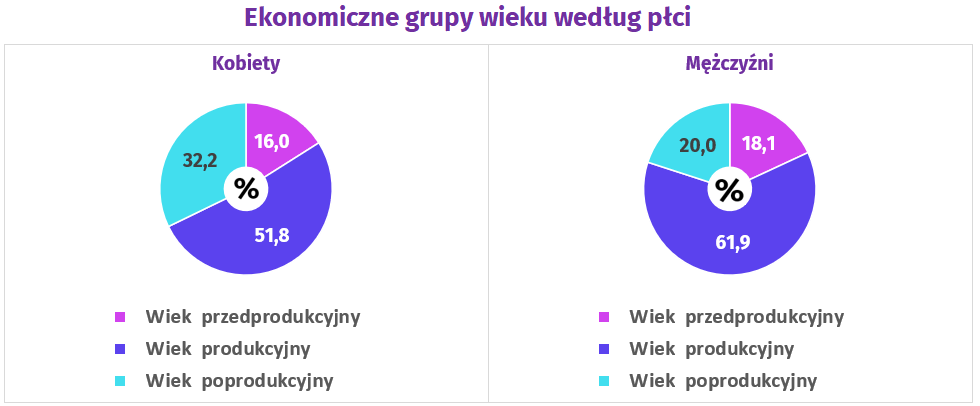 Ekonomiczne grupy wieku według płci
Kobiety
16,0
32,2
%
51,8
Wiek przedprodukcyjny
Wiek produkcyjny
Wiek poprodukcyjny
Mężczyźni
18,1
20,0
%
61,9
Wiek przedprodukcyjny
Wiek produkcyjny
Wiek poprodukcyjny